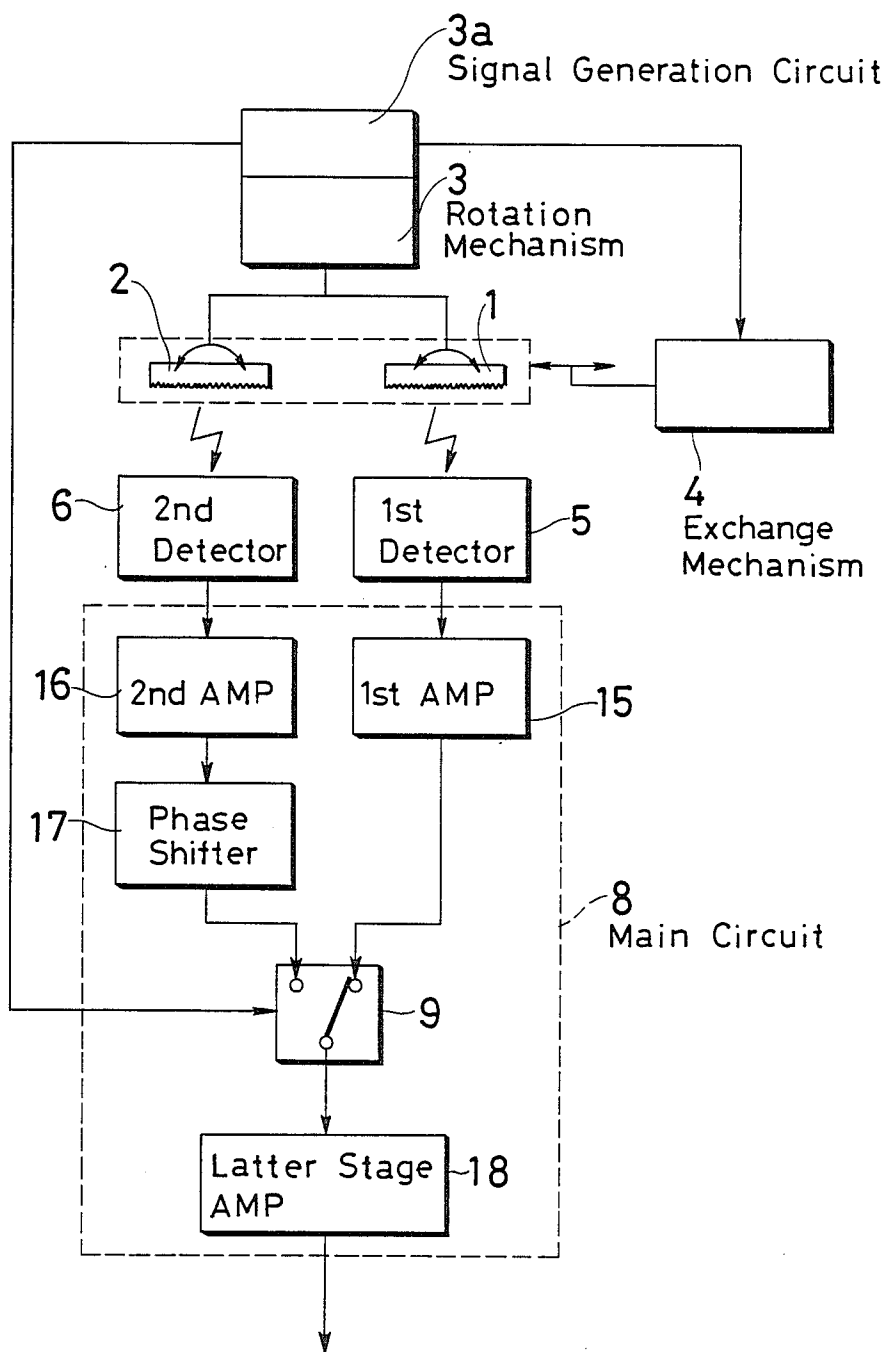 3a
Signal Generation Circuit
3
Rotation
Mechanism
2
1
4
Exchange
Mechanism
6
2nd
Detector
1st
Detector
5
16
2nd AMP
1st AMP
15
17
Phase
Shifter
8
Main Circuit
9
Latter Stage
AMP
18